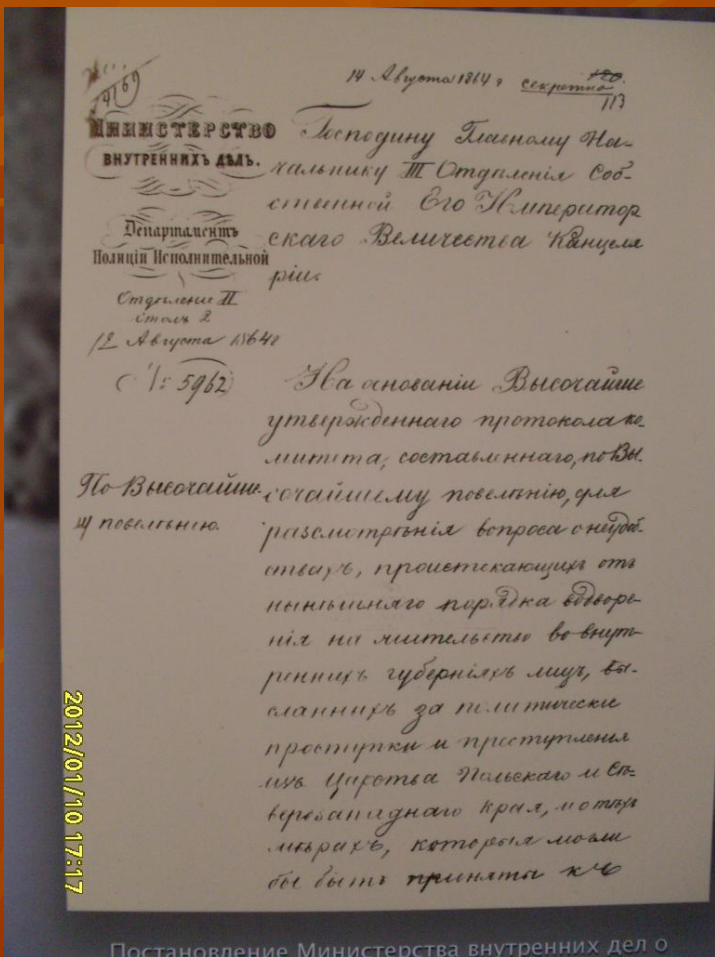 14 Августа 1864 г. секретно
120.
113
4169
МИНИСТЕРСТВО
ВНУТРЕННИХЪ ДѢЛЪ.
Департаментъ
Полиціи Исполнительной
Отдѣленіе II
столъ 2
12 Августа 1864
№ 5962
По Высочайше-
му повелѣнію.
Господину Главному На-
чальнику III Отдѣленія Соб-
ственной Его Император
скаго Величества Канцеля
ріи.
На основаніи Высочайше
утвержденнаго протокола ко-
митета, составленнаго, по Вы-
сочайшему повелѣнію, для
разсмотрѣнія вопроса о неудоб-
ствахъ, проистекающихъ отъ
нынѣшняго порядка водворе-
нія на жительство во внут-
реннихъ губерніяхъ лицъ, вы-
сланныхъ за политическіе
проступки и преступленія
изъ Царства Польскаго и Сѣ-
верозападнаго края, и о тѣхъ
мѣрахъ, которыя могли
бы быть приняты къ
2012/01/10 17:17
Постановление Министерства внутренних дел о